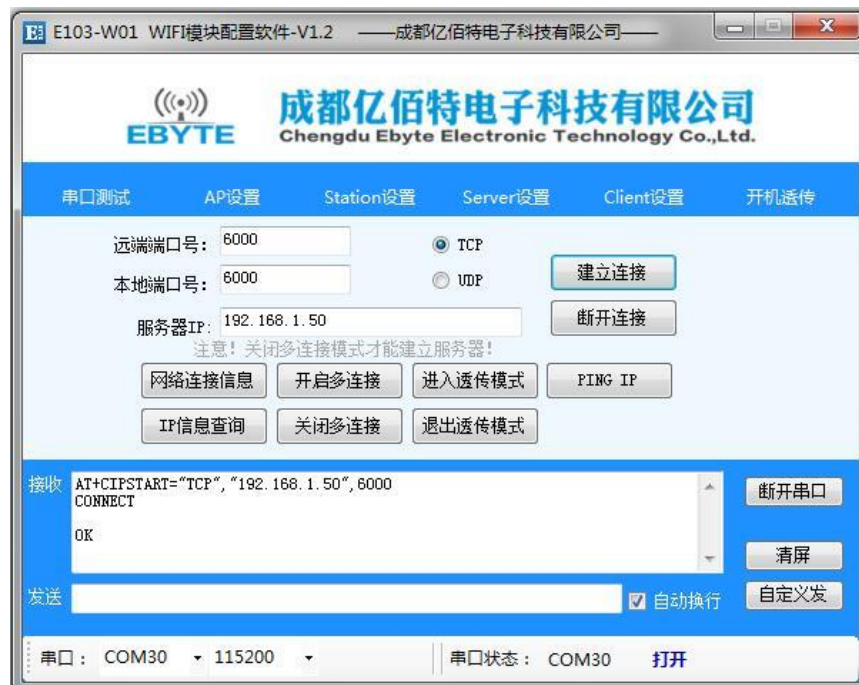 E103-W01 WIFI模块配置软件-V1.2 ——成都亿佰特电子科技有限公司——
EBYTE
成都亿佰特电子科技有限公司
Chengdu Ebyte Electronic Technology Co.,Ltd.
串口测试 AP设置 Station设置 Server设置 Client设置 开机透传
远端端口号: 6000 TCP
本地端口号: 6000 UDP
建立连接
服务器IP: 192.168.1.50 断开连接
注意!关闭多连接模式才能建立服务器!
网络连接信息 开启多连接 进入透传模式 PING IP
IP信息查询 关闭多连接 退出透传模式
接收
AT+CIPSTART="TCP","192.168.1.50",6000
CONNECT
OK
断开串口
清屏
发送 自动换行 自定义发
串口: COM30 115200 串口状态: COM30 打开